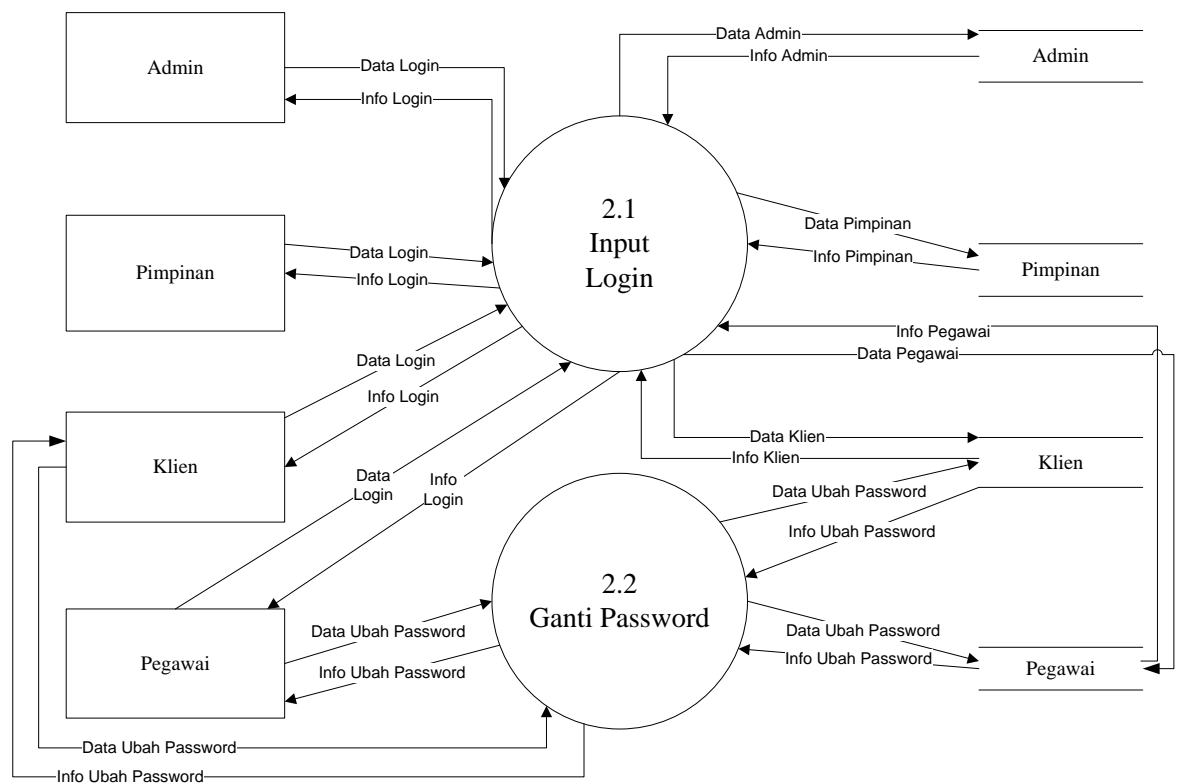 Data Admin
Admin
Data Login
Info Admin
Admin
Info Login
2.1
Input
Login
Data Pimpinan
Data Login
Info Pimpinan
Pimpinan
Info Login
Pimpinan
Info Pegawai
Data Login
Data Pegawai
Info Login
Data Klien
Info Klien
Klien
Klien
Data
Login
Info
Login
Data Ubah Password
Info Ubah Password
2.2
Ganti Password
Data Ubah Password
Data Ubah Password
Info Ubah Password
Pegawai
Info Ubah Password
Pegawai
Data Ubah Password
Info Ubah Password